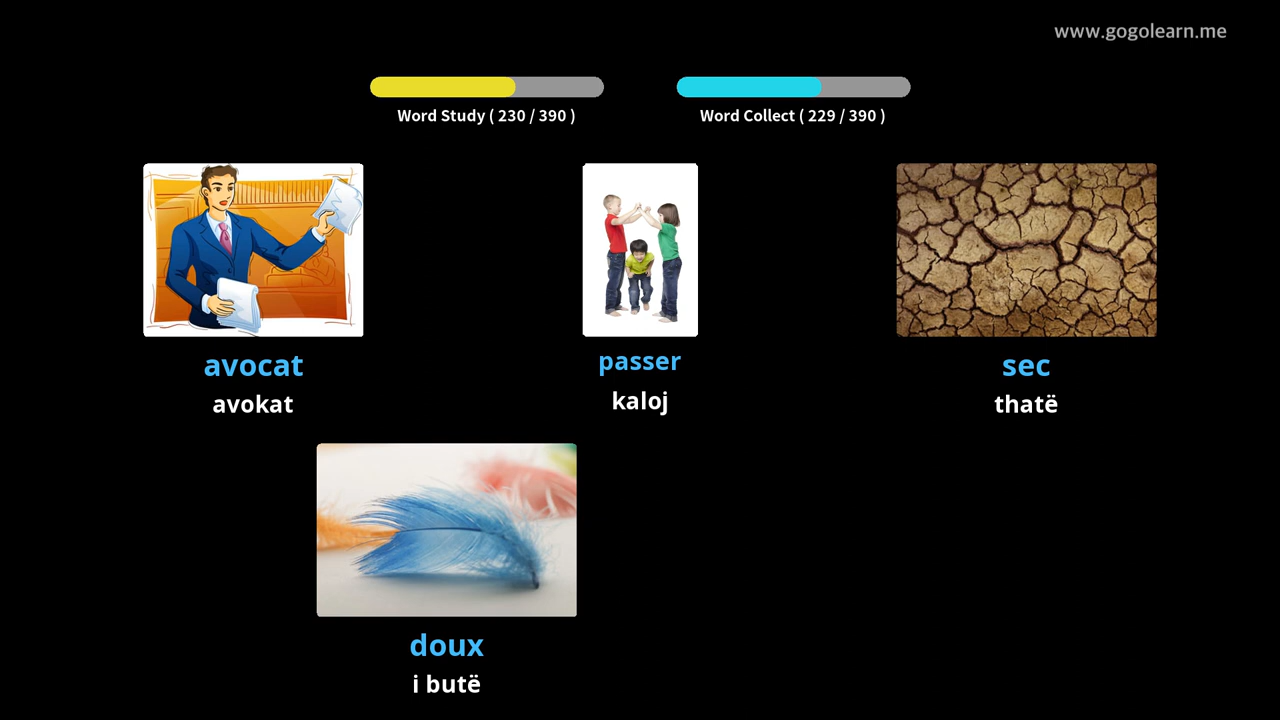 www.gogolearn.me
Word Study ( 230 / 390 )
Word Collect ( 229 / 390 )
avocat
avokat
passer
kaloj
sec
thatë
doux
i butë